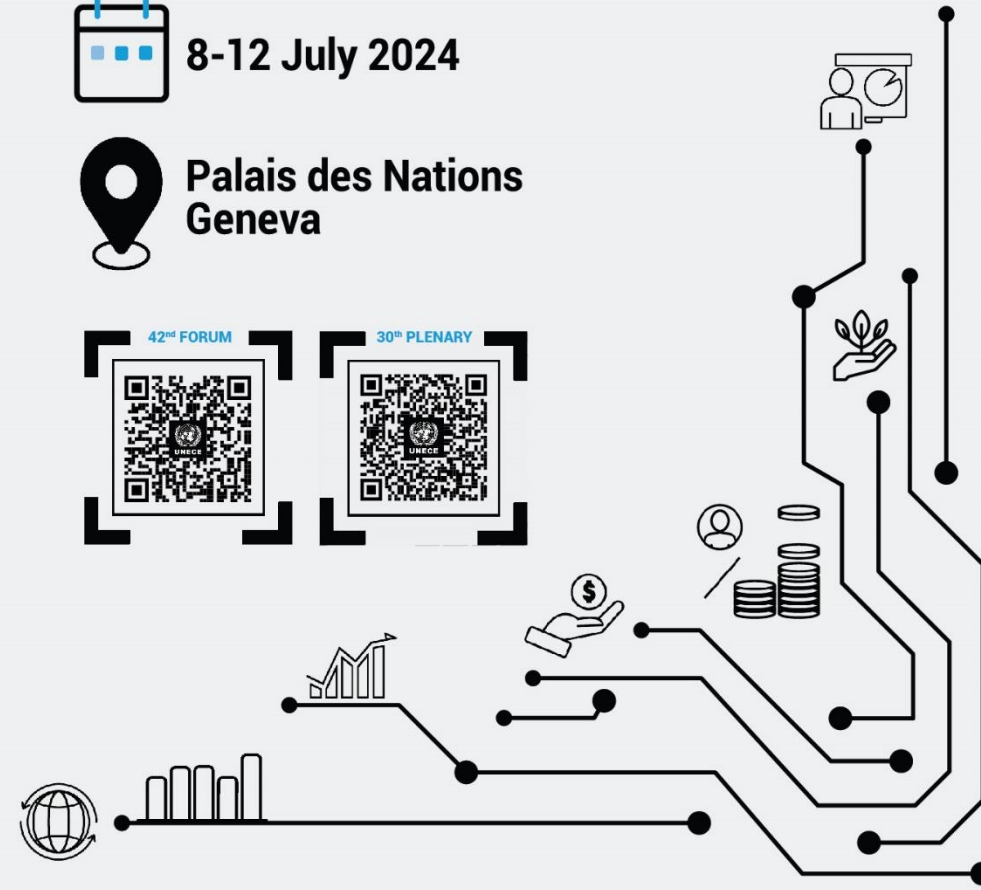 8-12 July 2024
Palais des Nations
Geneva
42nd FORUM
30th PLENARY
UNECE
UNECE
$